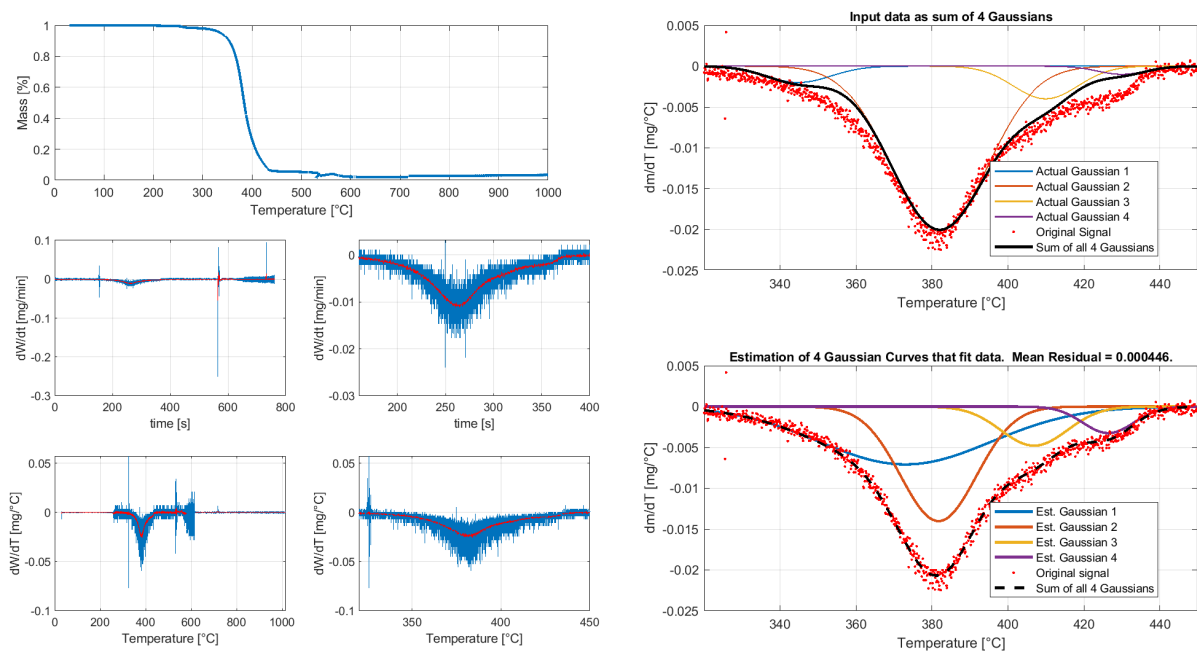 1
0.8
0.6
0.4
0.2
0
Mass [%]
0 100 200 300 400 500 600 700 800 900 1000
Temperature [°C]
0.1
0
-0.1
-0.2
-0.3
dW/dt [mg/min]
0 200 400 600 800
time [s]
0
-0.01
-0.02
-0.03
dW/dt [mg/min]
200 250 300 350 400
time [s]
0.05
0
-0.05
-0.1
dW/dT [mg/°C]
0 200 400 600 800 1000
Temperature [°C]
0.05
0
-0.05
-0.1
dW/dT [mg/°C]
350 400 450
Temperature [°C]
Input data as sum of 4 Gaussians
0.005
0
-0.005
-0.01
-0.015
-0.02
-0.025
dm/dT [mg/°C]
Actual Gaussian 1
Actual Gaussian 2
Actual Gaussian 3
Actual Gaussian 4
Original Signal
Sum of all 4 Gaussians
340 360 380 400 420 440
Temperature [°C]
Estimation of 4 Gaussian Curves that fit data. Mean Residual = 0.000446.
0.005
0
-0.005
-0.01
-0.015
-0.02
-0.025
dm/dT [mg/°C]
Est. Gaussian 1
Est. Gaussian 2
Est. Gaussian 3
Est. Gaussian 4
Original signal
Sum of all 4 Gaussians
340 360 380 400 420 440
Temperature [°C]